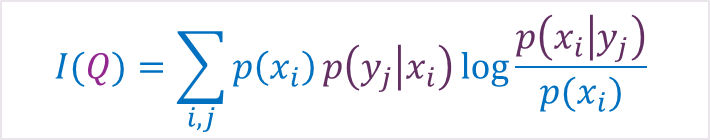 I(Q) = ∑_{i,j} p(x_i) p(y_j|x_i) log p(x_i|y_j) / p(x_i)